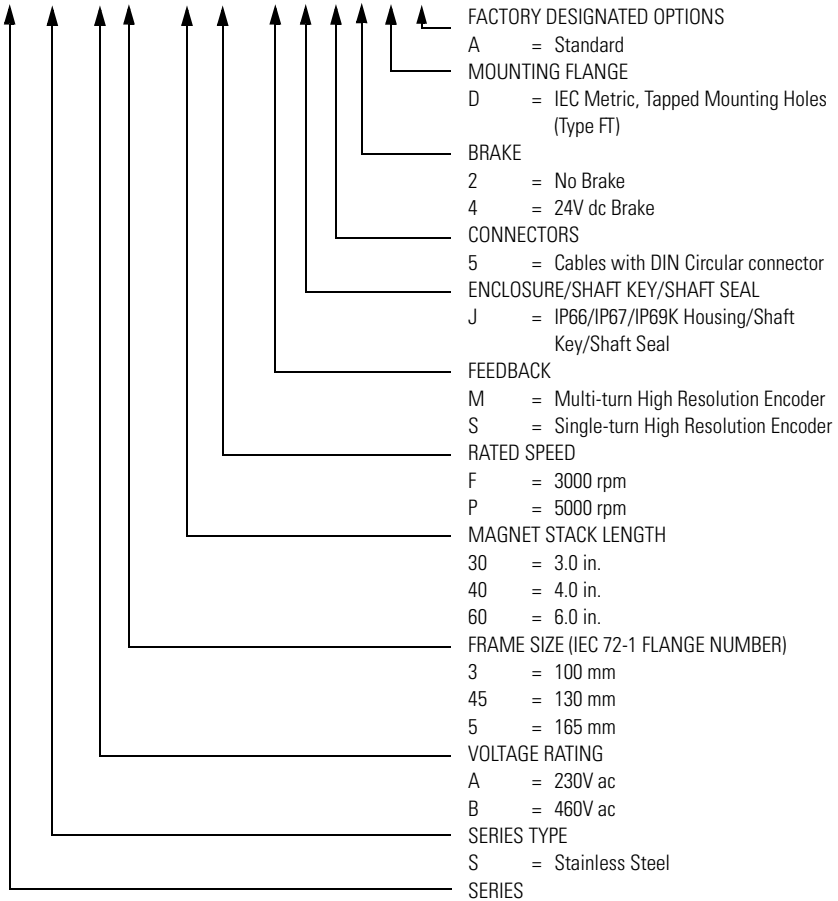 FACTORY DESIGNATED OPTIONS
A = Standard
MOUNTING FLANGE
D = IEC Metric, Tapped Mounting Holes
(Type FT)
BRAKE
2 = No Brake
4 = 24V dc Brake
CONNECTORS
5 = Cables with DIN Circular connector
ENCLOSURE/SHAFT KEY/SHAFT SEAL
J = IP66/IP67/IP69K Housing/Shaft
Key/Shaft Seal
FEEDBACK
M = Multi-turn High Resolution Encoder
S = Single-turn High Resolution Encoder
RATED SPEED
F = 3000 rpm
P = 5000 rpm
MAGNET STACK LENGTH
30 = 3.0 in.
40 = 4.0 in.
60 = 6.0 in.
FRAME SIZE (IEC 72-1 FLANGE NUMBER)
3 = 100 mm
45 = 130 mm
5 = 165 mm
VOLTAGE RATING
A = 230V ac
B = 460V ac
SERIES TYPE
S = Stainless Steel
SERIES